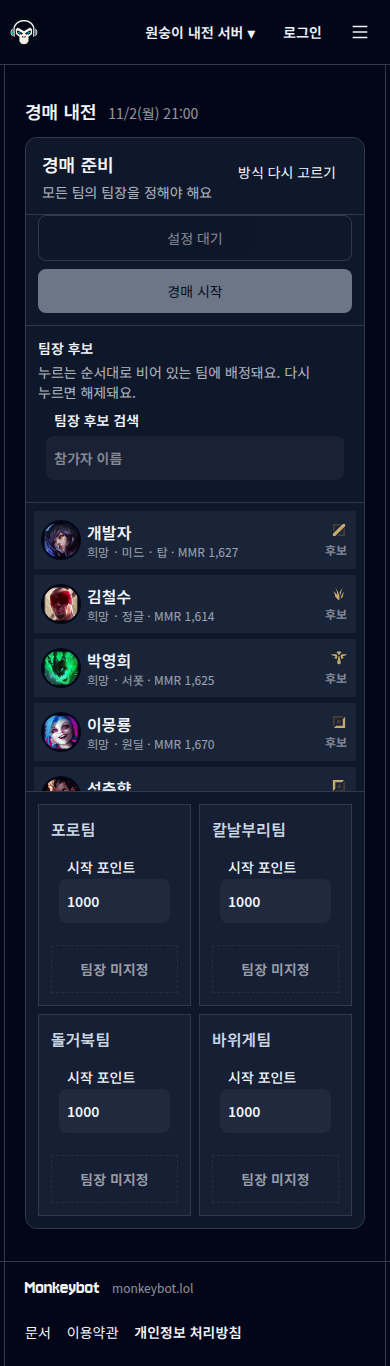 원숭이 내전 서버 ▾ 로그인
경매 내전 11/2(월) 21:00
경매 준비
모든 팀의 팀장을 정해야 해요
방식 다시 고르기
설정 대기
경매 시작
팀장 후보
누르는 순서대로 비어 있는 팀에 배정돼요. 다시
누르면 해제돼요.
팀장 후보 검색
참가자 이름
개발자
희망 · 미드 · 탑 · MMR 1,627
후보
김철수
희망 · 정글 · MMR 1,614
후보
박영희
희망 · 서폿 · MMR 1,625
후보
이몽룡
희망 · 원딜 · MMR 1,670
후보
포로팀
시작 포인트
1000
팀장 미지정
칼날부리팀
시작 포인트
1000
팀장 미지정
돌거북팀
시작 포인트
1000
팀장 미지정
바위게팀
시작 포인트
1000
팀장 미지정
Monkeybot monkeybot.lol
문서 이용약관 개인정보 처리방침